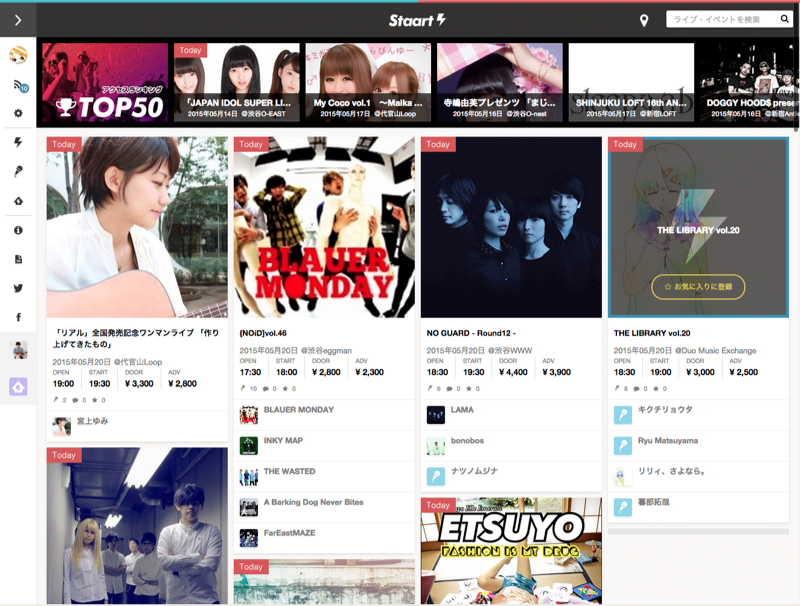 Staart
ライブ・イベントを検索
10
アクセスランキング
TOP50
Today
「JAPAN IDOL SUPER LI...
2015年05月14日 @渋谷O-EAST
My Coco vol.1 〜Maika ...
2015年05月17日 @代官山Loop
寺嶋由芙プレゼンツ 「まじ...
2015年05月16日 @渋谷O-nest
SHINJUKU LOFT 16th AN...
2015年05月17日 @新宿LOFT
DOGGY HOOD$ prese
2015年05月16日 @新宿Ant
Today
「リアル」全国発売記念ワンマンライブ 「作り
上げてきたもの」
2015年05月20日 @代官山Loop
OPEN START DOOR ADV
19:00 19:30 ¥ 3,300 ¥ 2,800
2 0 0
宮上ゆみ
Today
BLAUER
MONDAY
{NOiD}vol.46
2015年05月20日 @渋谷eggman
OPEN START DOOR ADV
17:30 18:00 ¥ 2,800 ¥ 2,300
10 0 0
BLAUER MONDAY
INKY MAP
THE WASTED
A Barking Dog Never Bites
FarEastMAZE
Today
NO GUARD - Round12 -
2015年05月20日 @渋谷WWW
OPEN START DOOR ADV
18:30 19:30 ¥ 4,400 ¥ 3,900
6 0 0
LAMA
bonobos
ナツノムジナ
Today
THE LIBRARY vol.20
☆ お気に入りに登録
THE LIBRARY vol.20
2015年05月20日 @Duo Music Exchange
OPEN START DOOR ADV
18:30 19:00 ¥ 3,000 ¥ 2,500
8 0 0
キクチリョウタ
Ryu Matsuyama
リリィ、さよなら。
暮部拓哉
Today
Today
Today
ETSUYO
FASHION IS MY DRUG